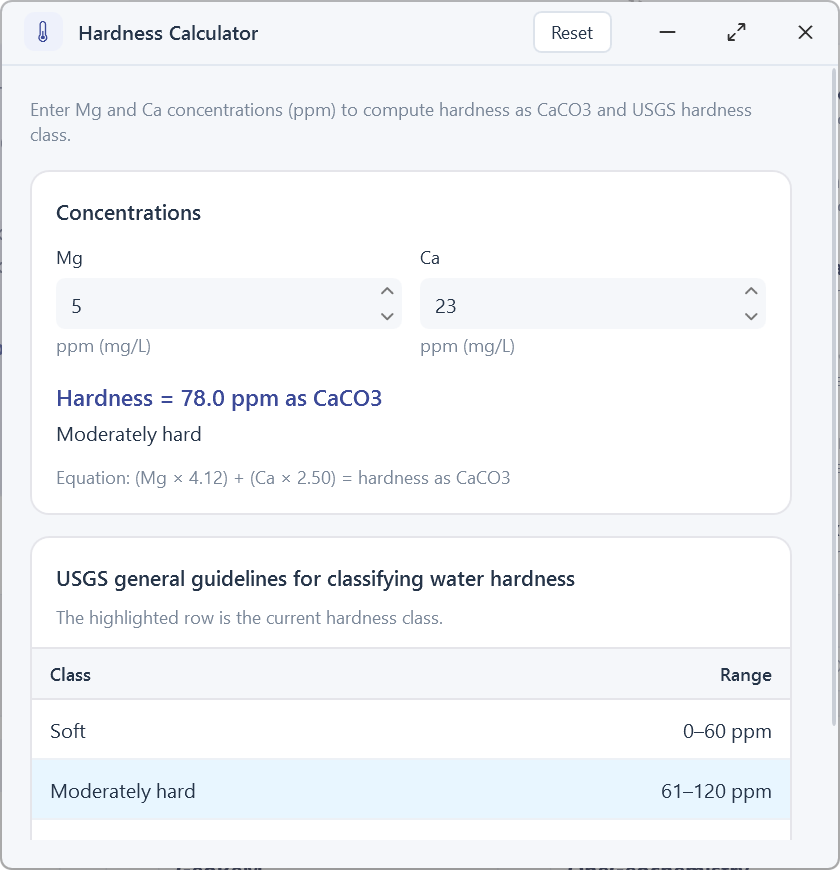 Hardness Calculator
Reset
Enter Mg and Ca concentrations (ppm) to compute hardness as CaCO3 and USGS hardness
class.
Concentrations
Mg
Ca
5
23
ppm (mg/L)
ppm (mg/L)
Hardness = 78.0 ppm as CaCO3
Moderately hard
Equation: (Mg × 4.12) + (Ca × 2.50) = hardness as CaCO3
USGS general guidelines for classifying water hardness
The highlighted row is the current hardness class.
Class
Range
Soft
0–60 ppm
Moderately hard
61–120 ppm